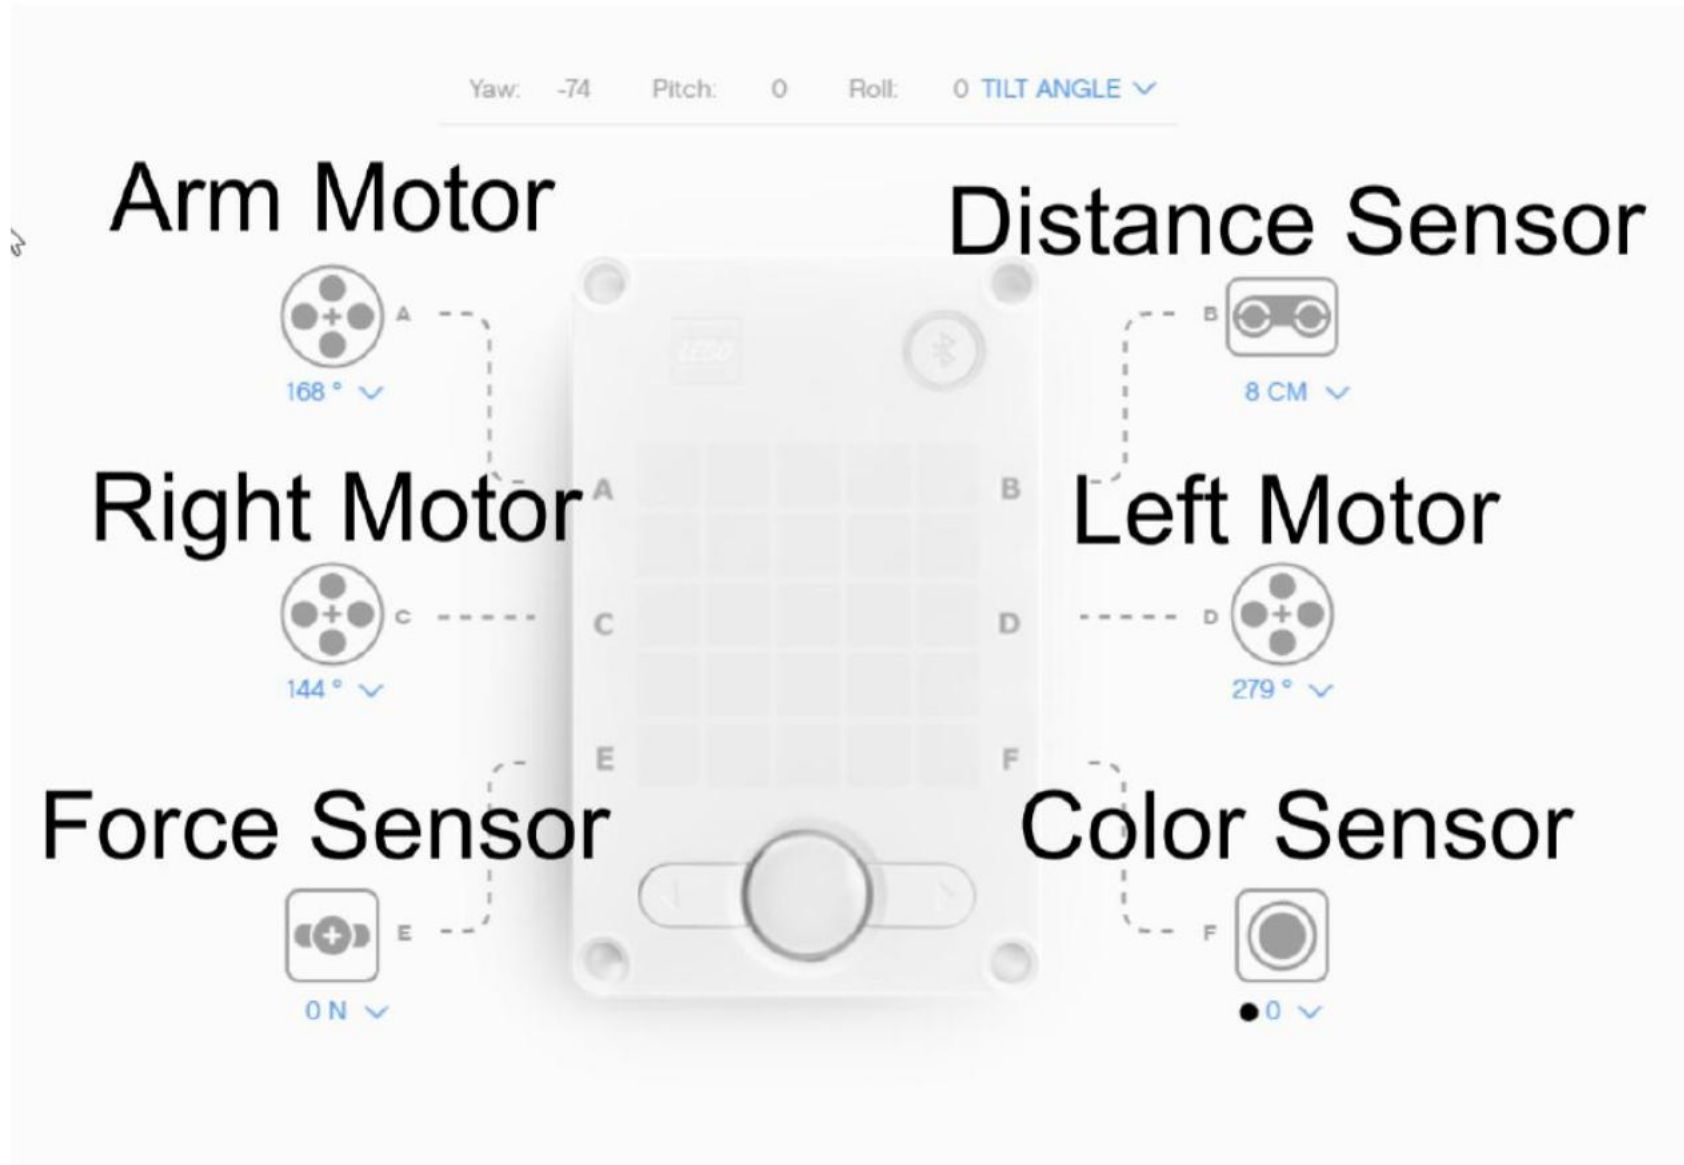 Yaw: -74 Pitch: 0 Roll: 0 TILT ANGLE
Arm Motor
Distance Sensor
A
B
168 °
8 CM
LEGO
Right Motor
A
B
Left Motor
C
C
D
D
144 °
279 °
E
F
Force Sensor
Color Sensor
E
F
0 N
0